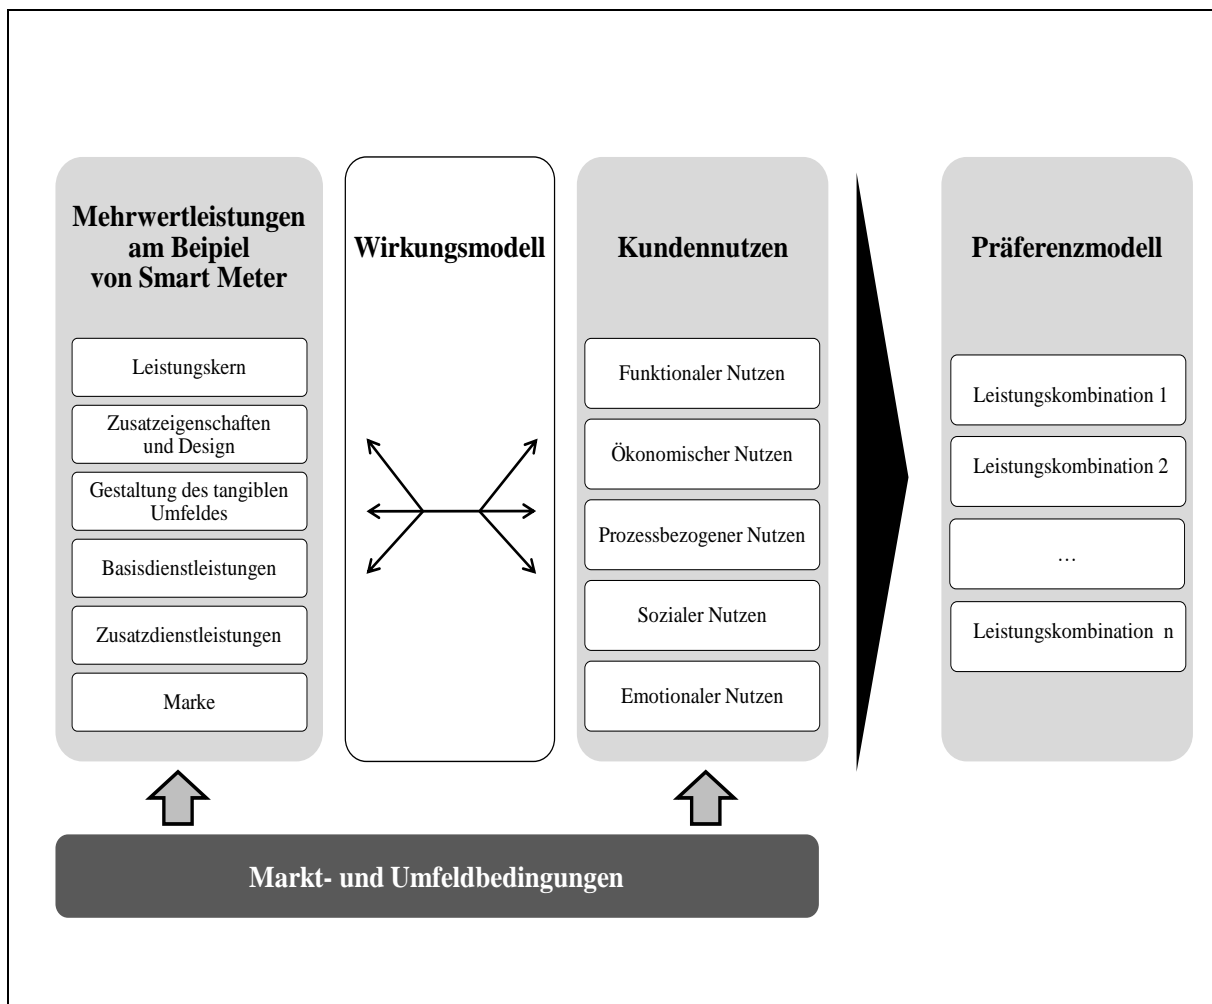 Mehrwertleistungen
am Beipiel
von Smart Meter
Leistungskern
Zusatzeigenschaften
und Design
Gestaltung des tangiblen
Umfeldes
Basisdienstleistungen
Zusatzdienstleistungen
Marke
Wirkungsmodell
Kundennutzen
Funktionaler Nutzen
Ökonomischer Nutzen
Prozessbezogener Nutzen
Sozialer Nutzen
Emotionaler Nutzen
Präferenzmodell
Leistungskombination 1
Leistungskombination 2
…
Leistungskombination n
Markt- und Umfeldbedingungen